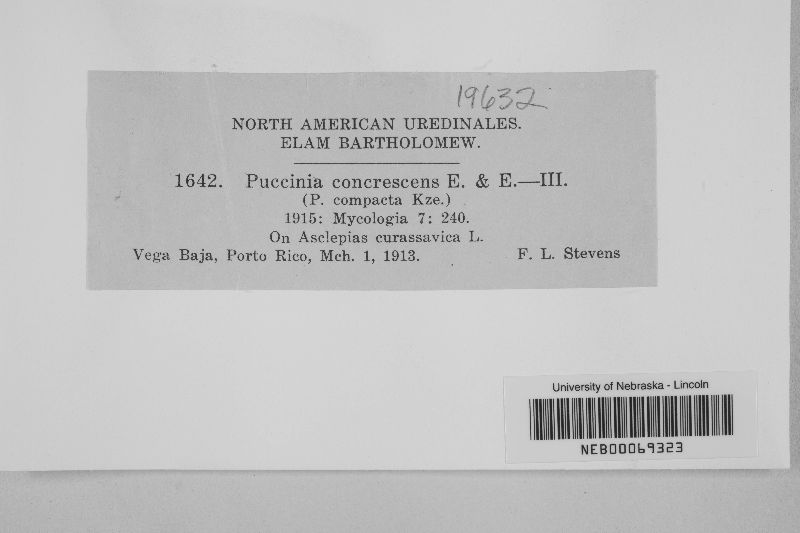 19632
NORTH AMERICAN UREDINALES.
ELAM BARTHOLOMEW.
1642. Puccinia concrescens E. & E.—III.
(P. compacta Kze.)
1915: Mycologia 7: 240.
On Asclepias curassavica L.
Vega Baja, Porto Rico, Mch. 1, 1913. F. L. Stevens
University of Nebraska - Lincoln
NEB00069323